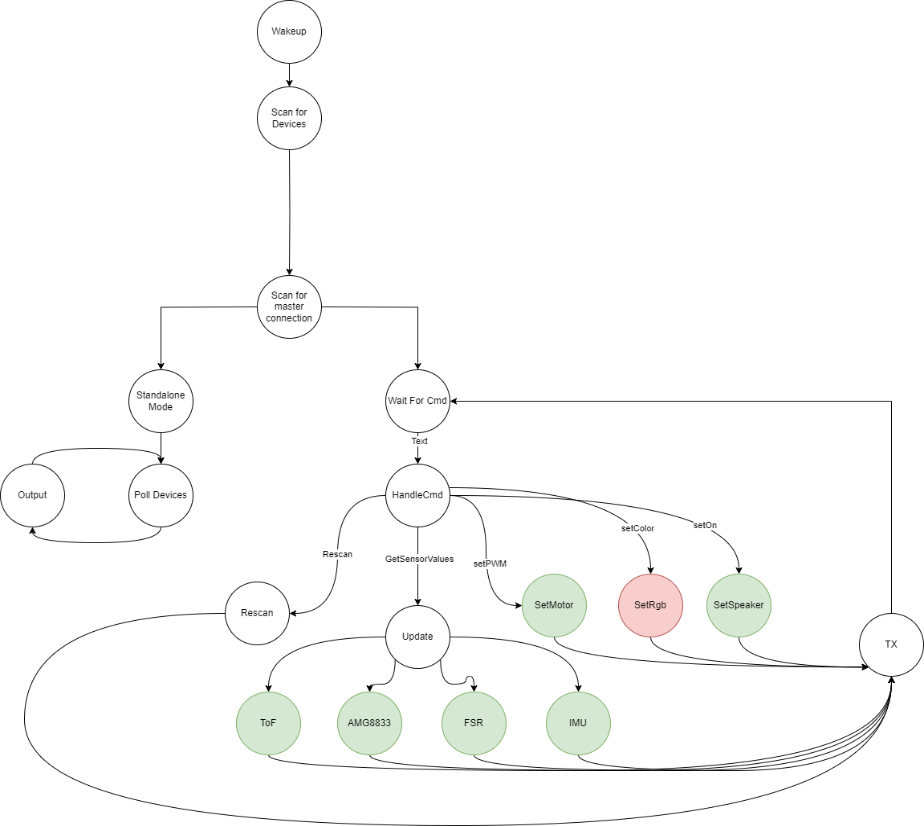 Wakeup
Scan for
Devices
Scan for
master
connection
Standalone
Mode
Wait For Cmd
Text
Output
Poll Devices
HandleCmd
setColor
setOn
Rescan
GetSensorValues
setPWM
Rescan
SetMotor
SetRgb
SetSpeaker
Update
TX
ToF
AMG8833
FSR
IMU